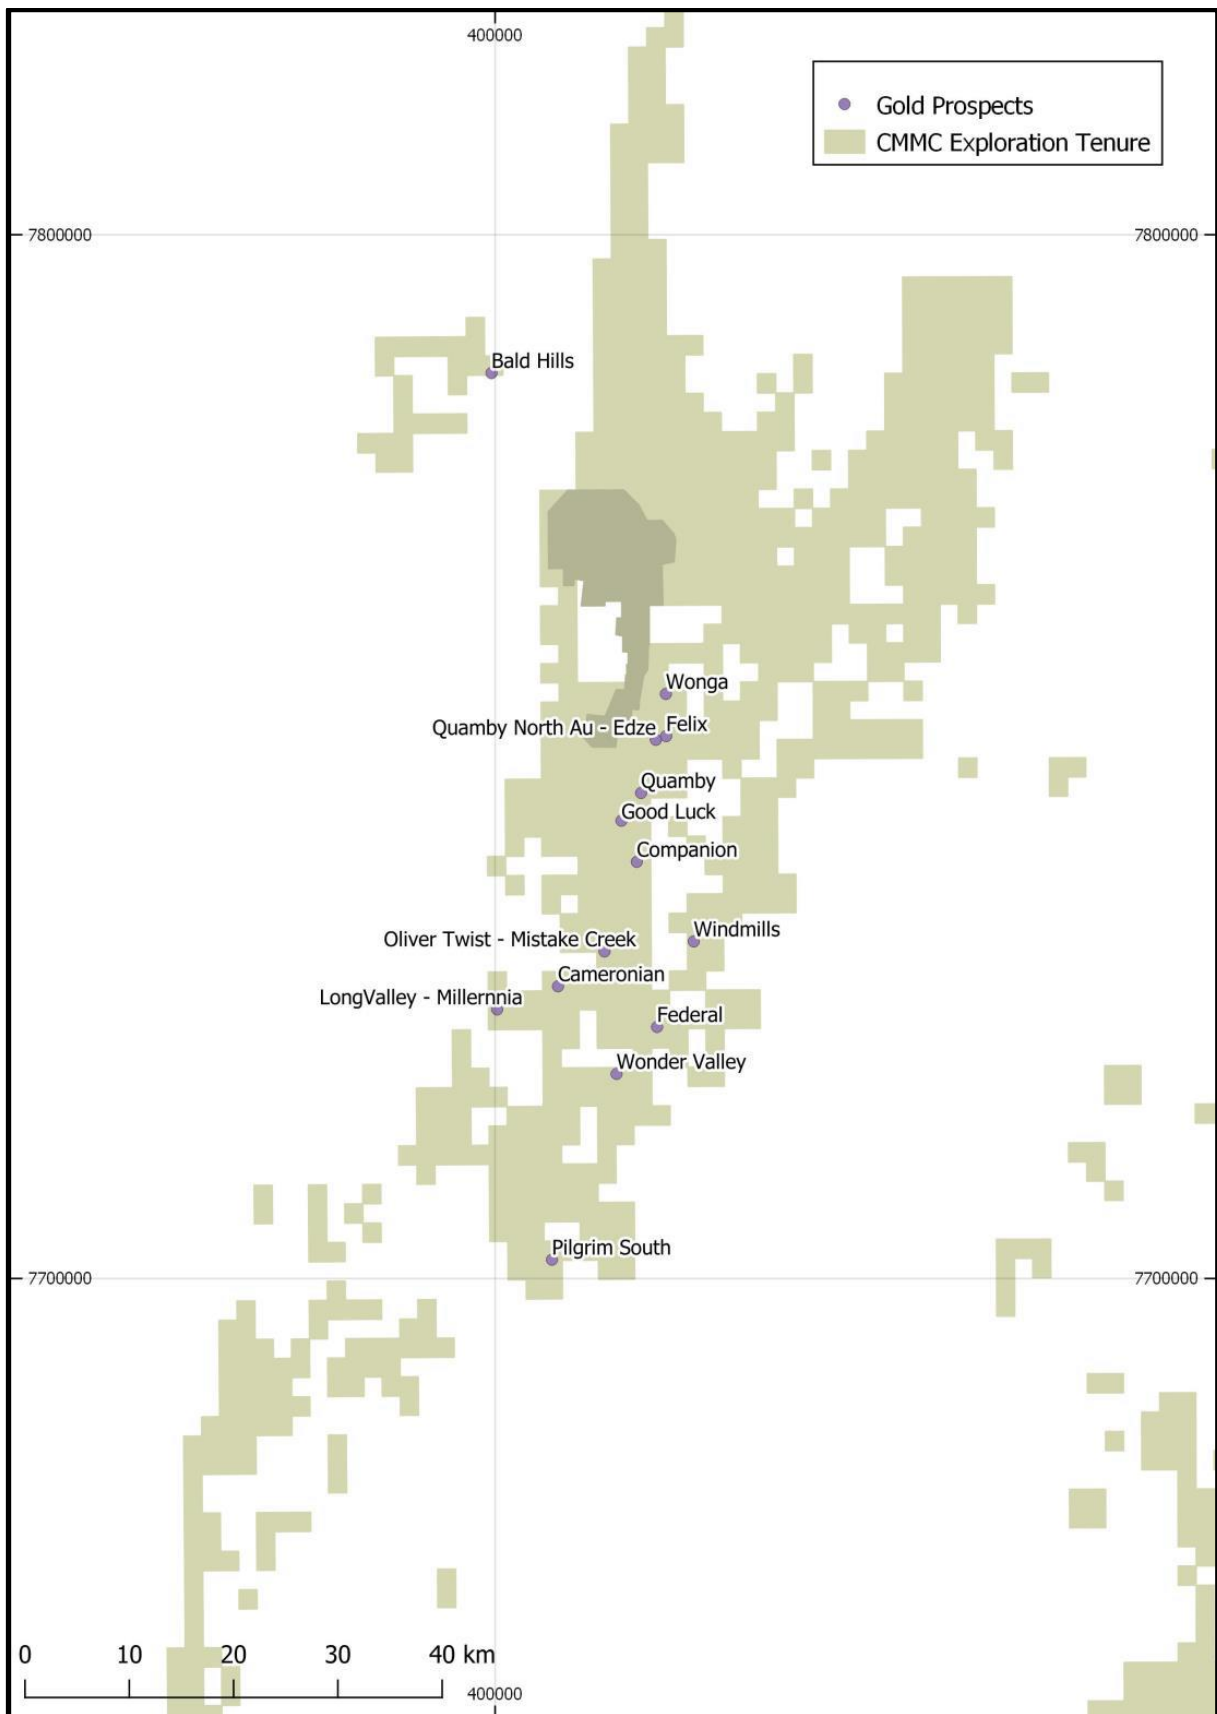 400000
Gold Prospects
CMMC Exploration Tenure
7800000
7800000
Bald Hills
Wonga
Quamby North Au - Edze
Felix
Quamby
Good Luck
Companion
Windmills
Oliver Twist - Mistake Creek
Cameronian
LongValley - Millernnia
Federal
Wonder Valley
Pilgrim South
7700000
7700000
0 10 20 30 40 km
400000